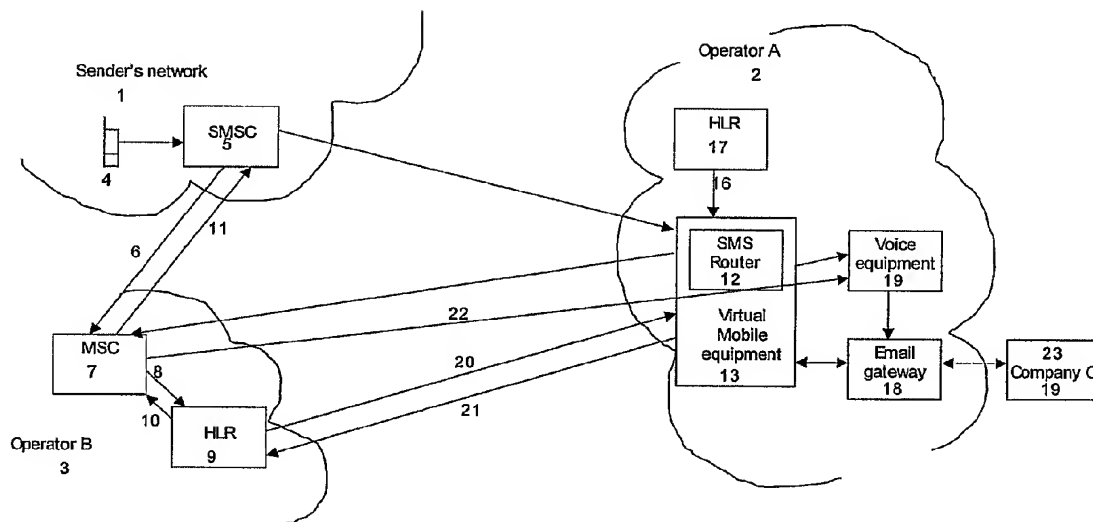 Sender's network
1
4
SMSC
5
6
11
Operator A
2
HLR
17
16
SMS
Router
12
Virtual
Mobile
equipment
13
Voice
equipment
19
Email
gateway
18
23
Company C
19
22
20
21
MSC
7
8
10
HLR
9
Operator B
3